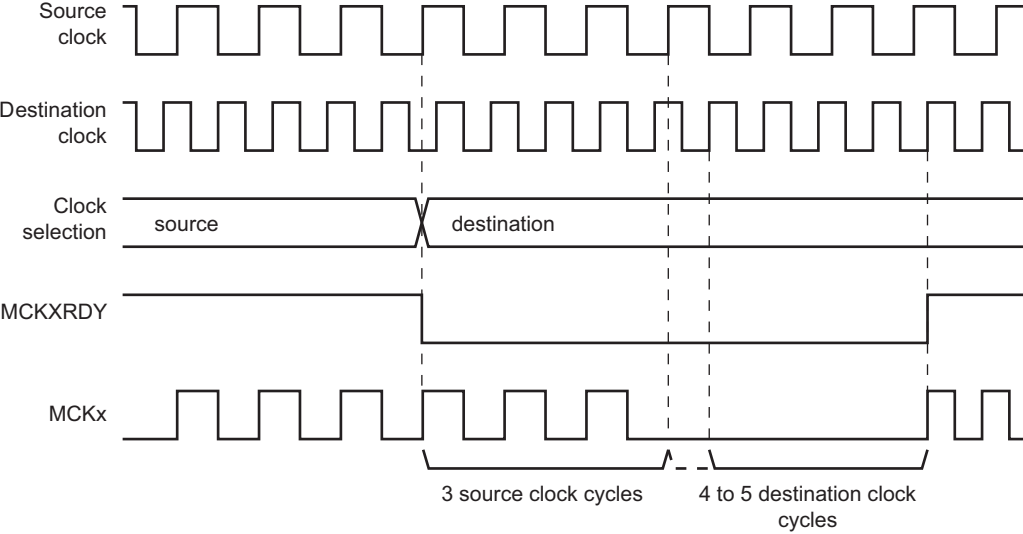 Source
clock
Destination
clock
Clock
selection
source
destination
MCKXRDY
MCKx
3 source clock cycles
4 to 5 destination clock
cycles